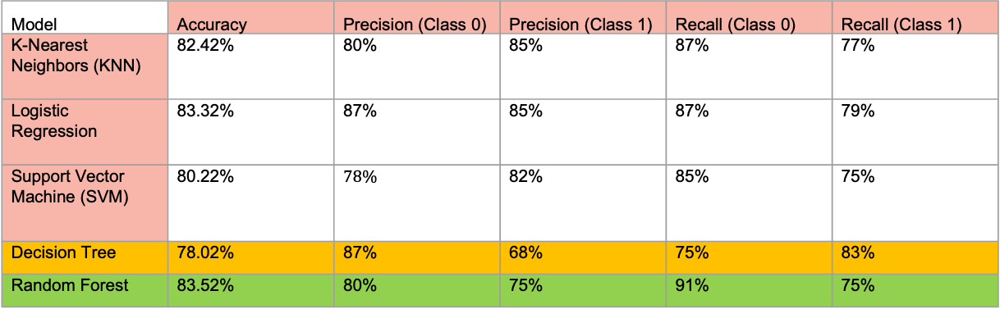 Model Accuracy Precision (Class 0) Precision (Class 1) Recall (Class 0) Recall (Class 1)
K-Nearest 82.42% 80% 85% 87% 77%
Neighbors (KNN)
Logistic 83.32% 87% 85% 87% 79%
Regression
Support Vector 80.22% 78% 82% 85% 75%
Machine (SVM)
Decision Tree 78.02% 87% 68% 75% 83%
Random Forest 83.52% 80% 75% 91% 75%